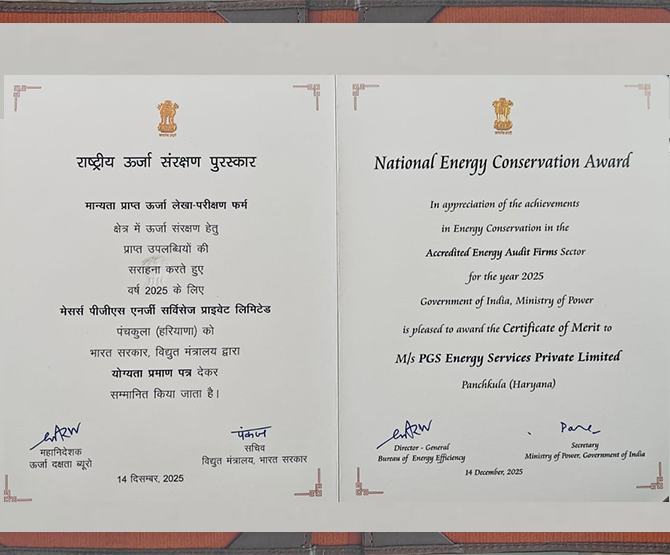 राष्ट्रीय ऊर्जा संरक्षण पुरस्कार
मान्यता प्राप्त ऊर्जा लेखा-परीक्षण फर्म
क्षेत्र में ऊर्जा संरक्षण हेतु
प्राप्त उपलब्धियों की
सराहना करते हुए
वर्ष 2025 के लिए
मेसर्स पीजीएस एनर्जी सर्विसेज प्राइवेट लिमिटेड
पंचकुला (हरियाणा) को
भारत सरकार, विद्युत मंत्रालय द्वारा
योग्यता प्रमाण पत्र देकर
सम्मानित किया जाता है।
पंकज
महानिदेशक
ऊर्जा दक्षता ब्यूरो
सचिव
विद्युत मंत्रालय, भारत सरकार
14 दिसम्बर, 2025
National Energy Conservation Award
In appreciation of the achievements
in Energy Conservation in the
Accredited Energy Audit Firms Sector
for the year 2025
Government of India, Ministry of Power
is pleased to award the Certificate of Merit to
M/s PGS Energy Services Private Limited
Panchkula (Haryana)
Director - General
Bureau of Energy Efficiency
Secretary
Ministry of Power, Government of India
14 December, 2025